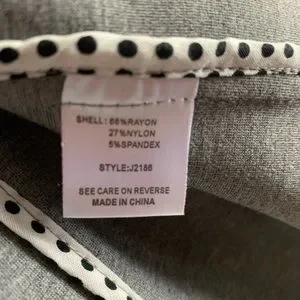 SHELL: 68%RAYON
27%NYLON
5%SPANDEX
STYLE:J2186
SEE CARE ON REVERSE
MADE IN CHINA